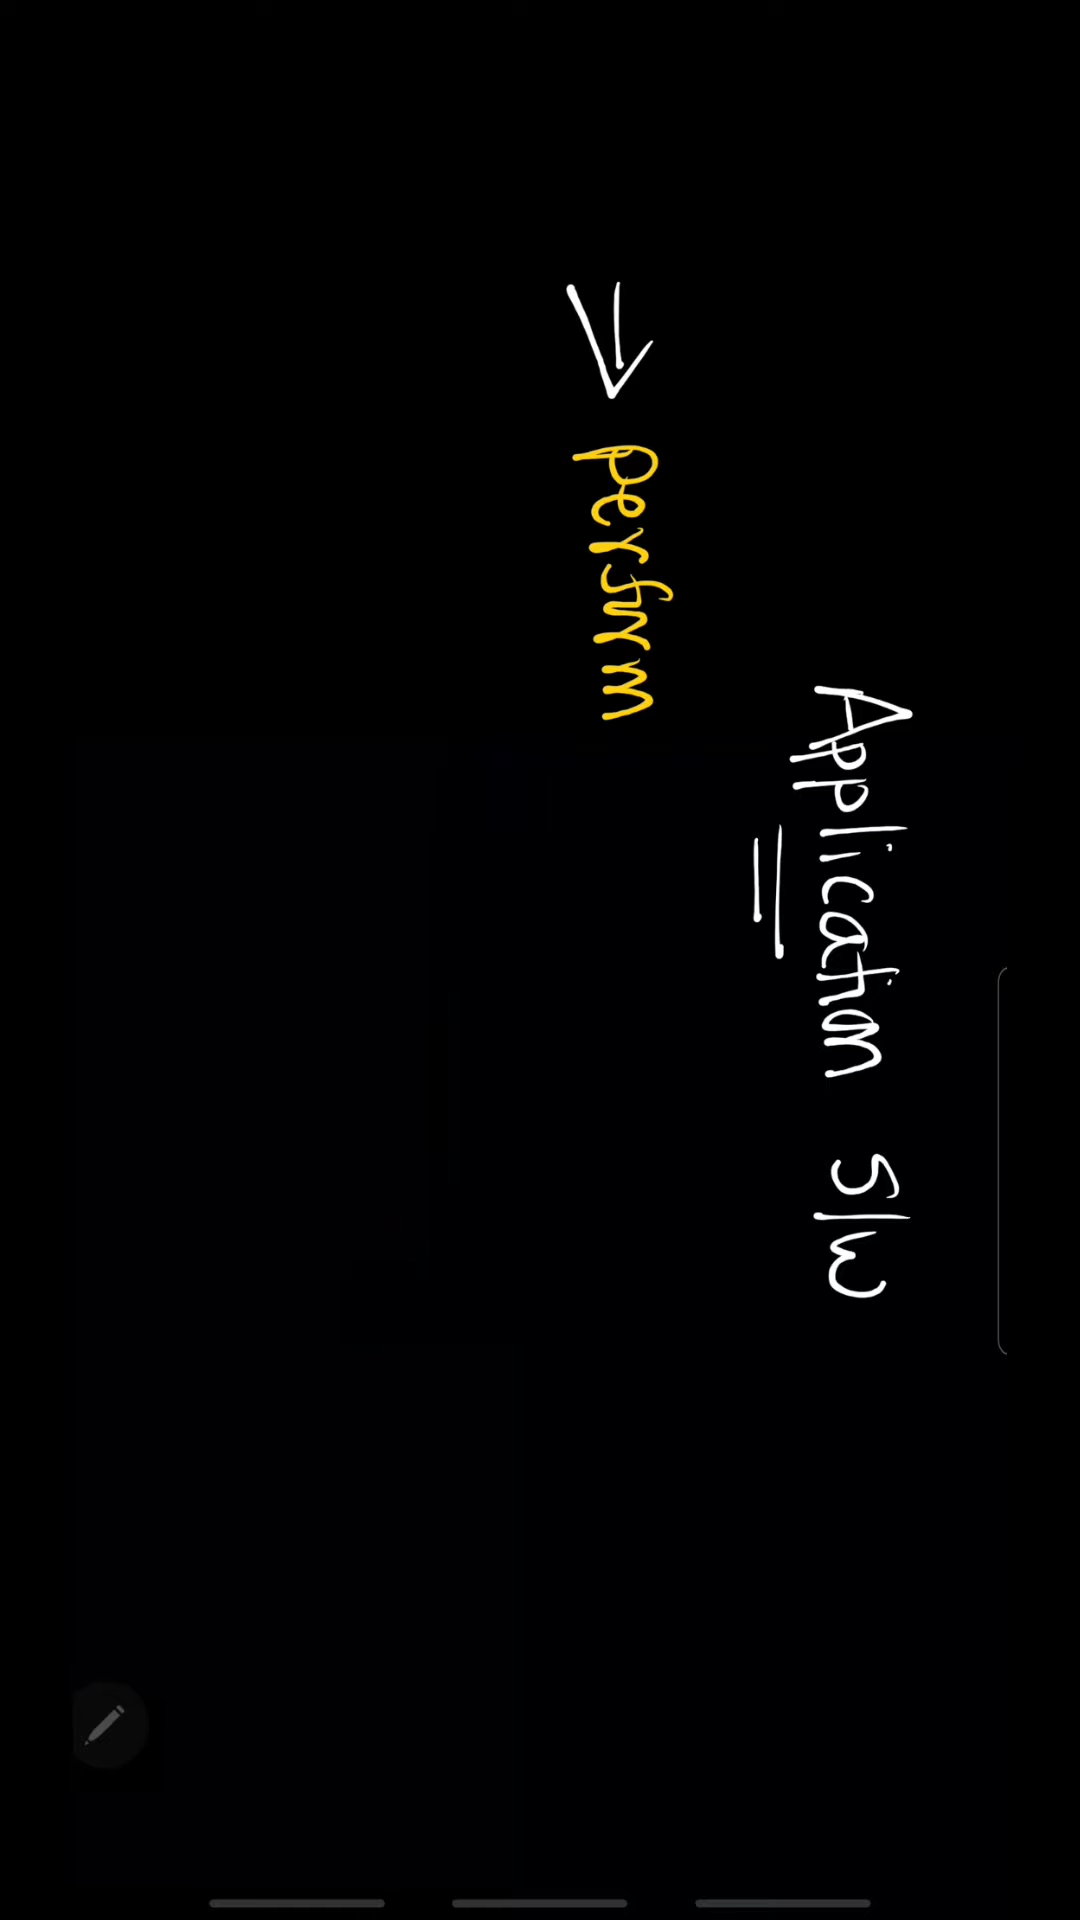 Application S/W
→ perform